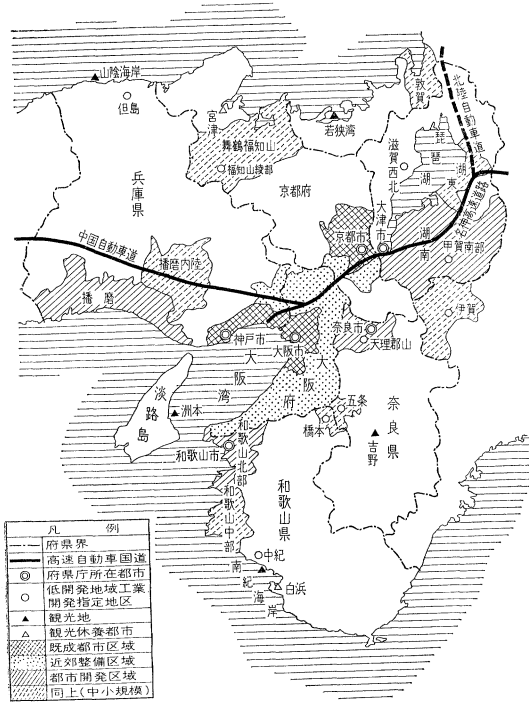 山陰海岸
但島
宮津
舞鶴福知山
福知山綾部
若狭湾
敦賀
北陸自動車道
滋賀西北
琵琶湖
湖東
名神高速道路
兵庫県
京都府
大津市
京都市
湖南
甲賀南部
中国自動車道
播磨内陸
播磨
伊賀
神戸市
大阪市
奈良市
天理郡山
大阪湾
大阪府
淡路島
洲本
五条
橋本
奈良県
吉野
和歌山市
和歌山北部
和歌山中部
和歌山県
中紀
白浜
南紀海岸
凡例
府県界
高速自動車国道
府県庁所在都市
低開発地域工業
開発指定地区
観光地
観光休養都市
既成都市区域
近郊整備区域
都市開発区域
同上(中小規模)